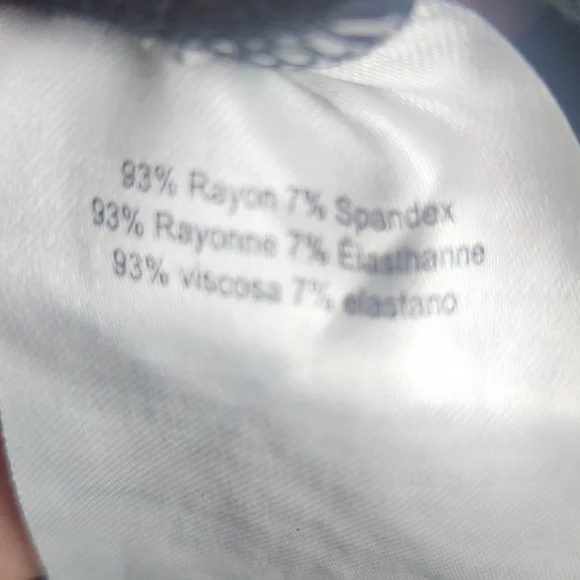 93% Rayon 7% Spandex
93% Rayonne 7% Élasthanne
93% viscosa 7% elastano